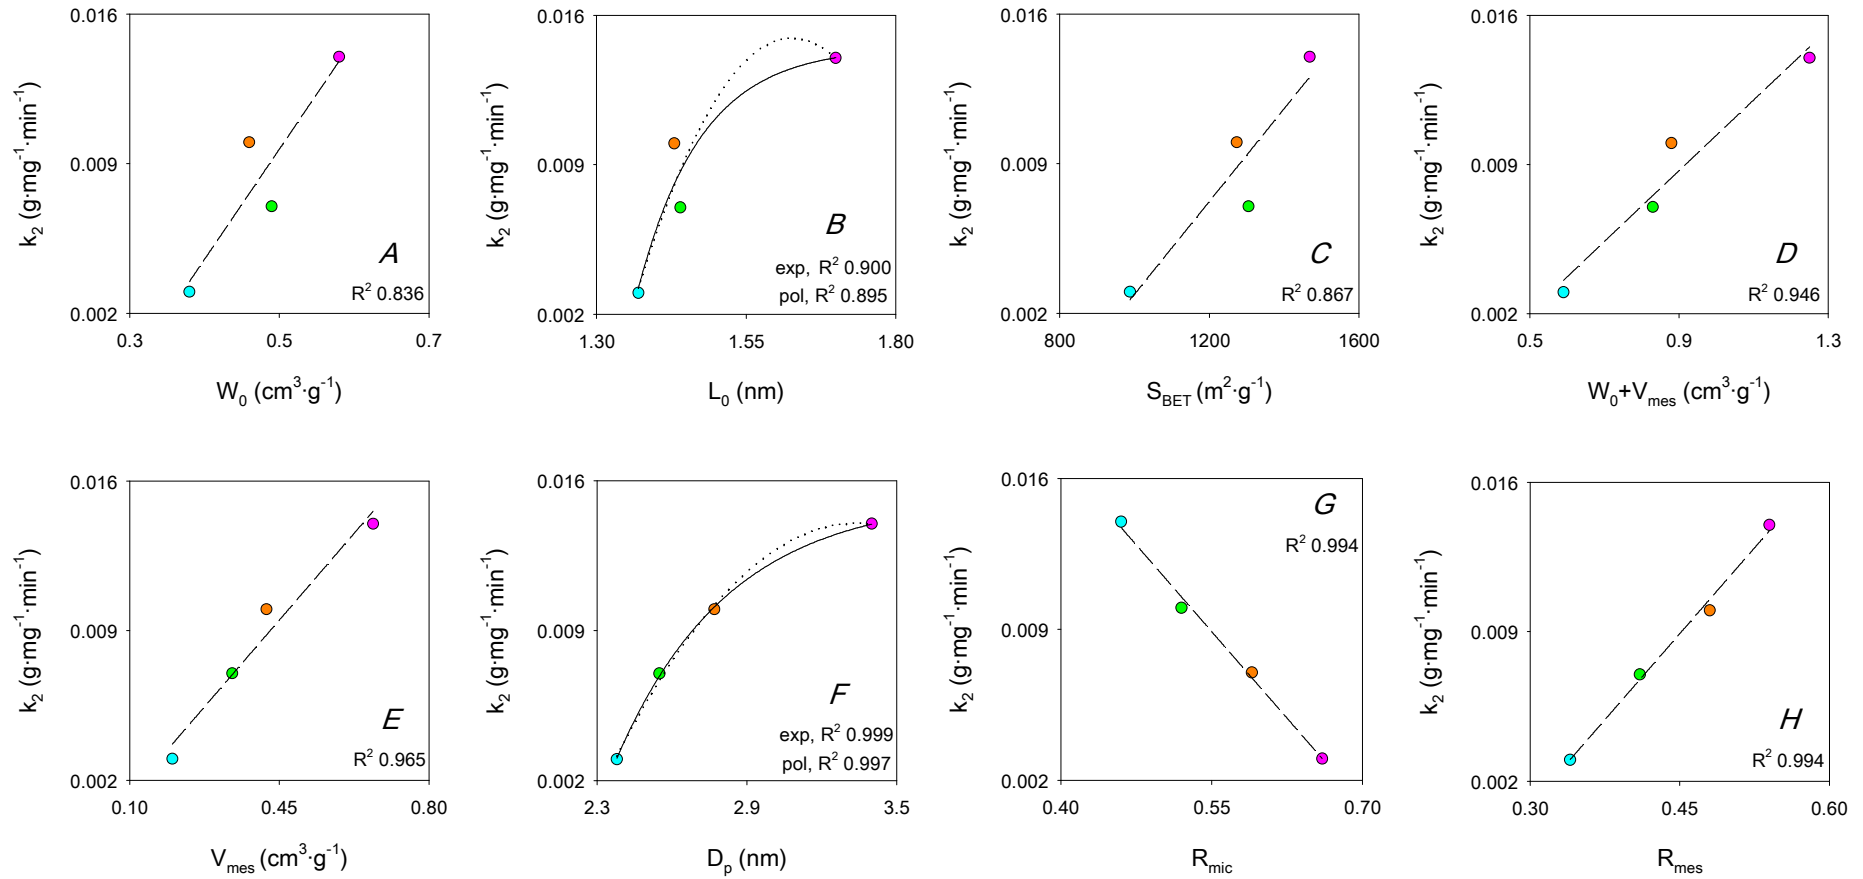 0.016
0.009
0.002
0.3 0.5 0.7
k₂ (g·mg⁻¹·min⁻¹)
A
R² 0.836
W₀ (cm³·g⁻¹)
0.016
0.009
0.002
1.30 1.55 1.80
k₂ (g·mg⁻¹·min⁻¹)
B
exp, R² 0.900
pol, R² 0.895
L₀ (nm)
0.016
0.009
0.002
800 1200 1600
k₂ (g·mg⁻¹·min⁻¹)
C
R² 0.867
S_BET (m²·g⁻¹)
0.016
0.009
0.002
0.5 0.9 1.3
k₂ (g·mg⁻¹·min⁻¹)
D
R² 0.946
W₀+V_mes (cm³·g⁻¹)
0.016
0.009
0.002
0.10 0.45 0.80
k₂ (g·mg⁻¹·min⁻¹)
E
R² 0.965
V_mes (cm³·g⁻¹)
0.016
0.009
0.002
2.3 2.9 3.5
k₂ (g·mg⁻¹·min⁻¹)
F
exp, R² 0.999
pol, R² 0.997
D_p (nm)
0.016
0.009
0.002
0.40 0.55 0.70
k₂ (g·mg⁻¹·min⁻¹)
G
R² 0.994
R_mic
0.016
0.009
0.002
0.30 0.45 0.60
k₂ (g·mg⁻¹·min⁻¹)
H
R² 0.994
R_mes